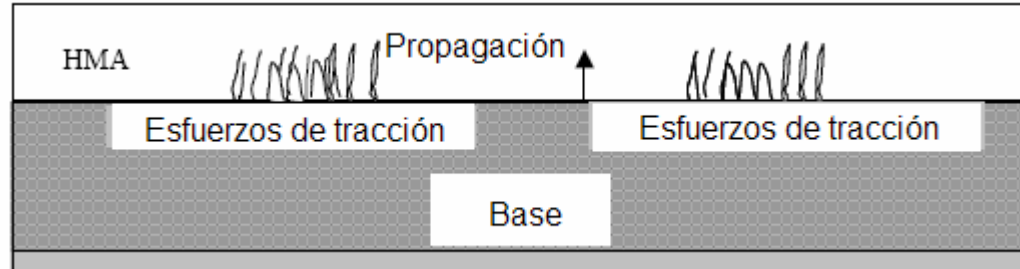 Propagación
HMA
Esfuerzos de tracción
Esfuerzos de tracción
Base